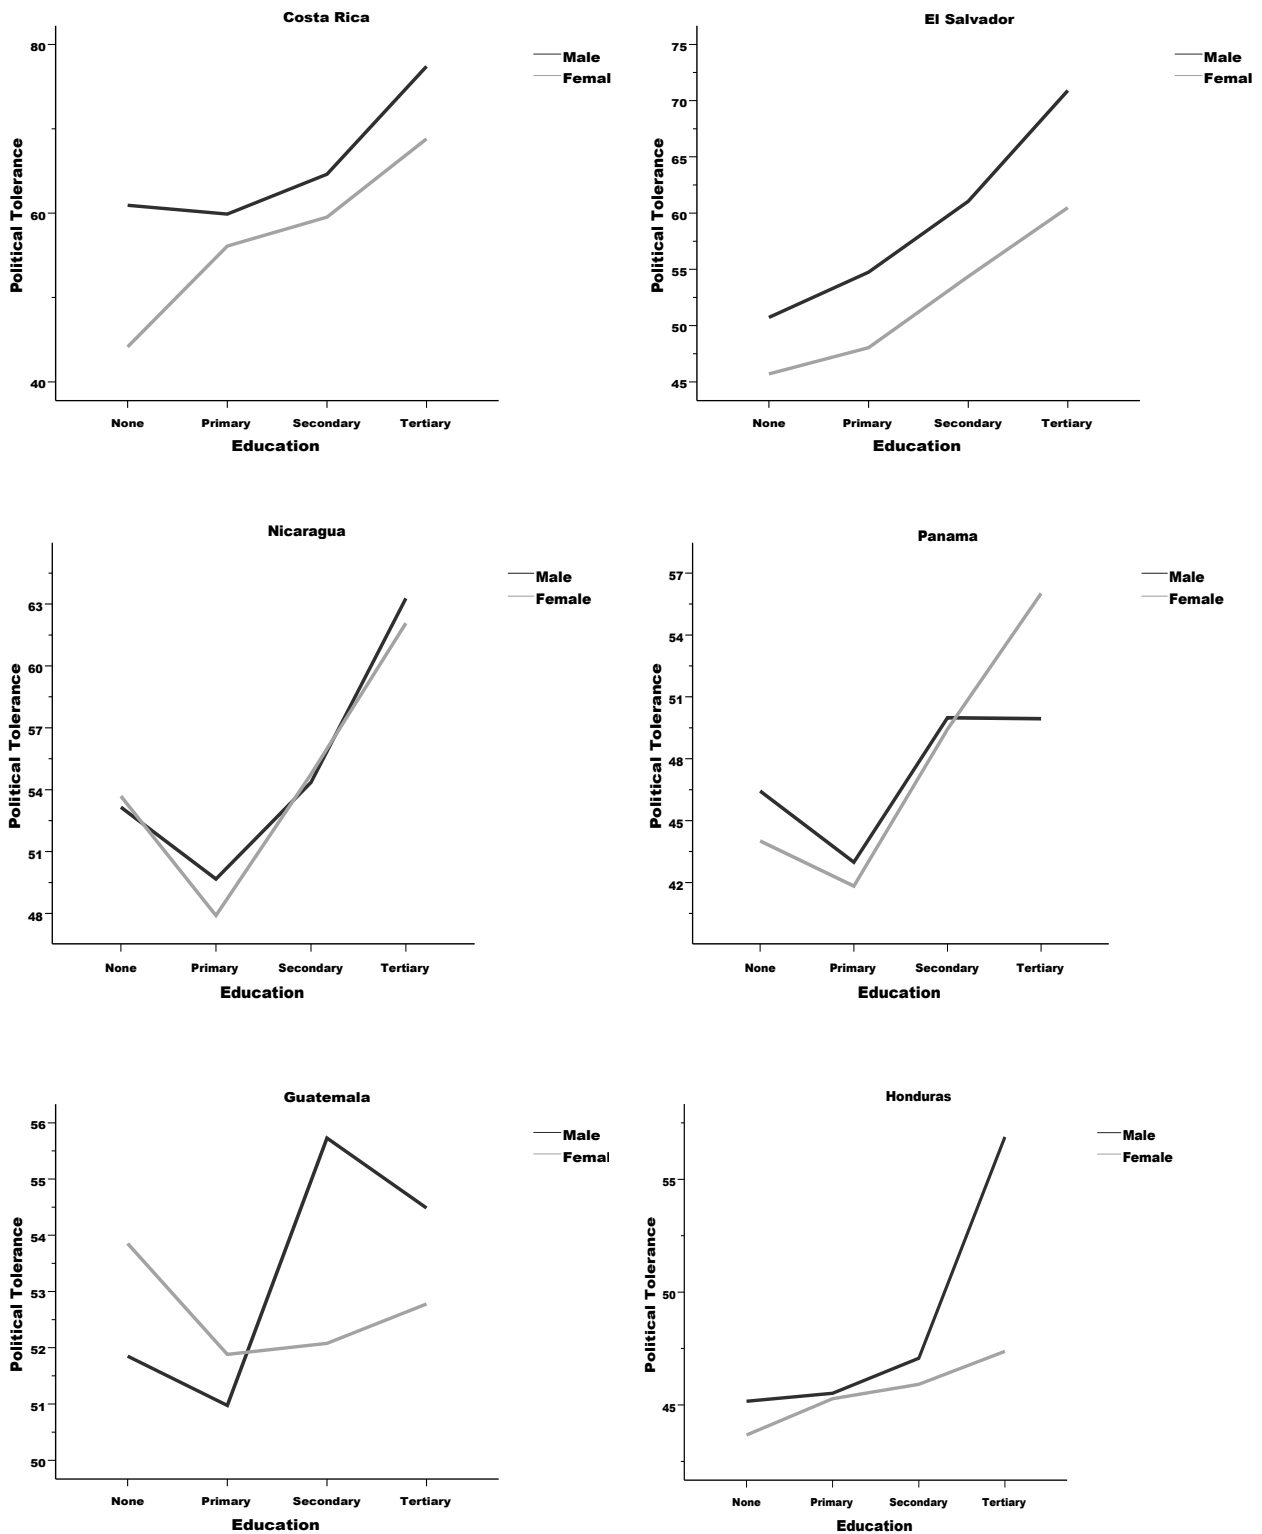 Costa Rica
80
60
40
Political Tolerance
None Primary Secondary Tertiary
Education
Male
Femal
El Salvador
75
70
65
60
55
50
45
Political Tolerance
None Primary Secondary Tertiary
Education
Male
Femal
Nicaragua
63
60
57
54
51
48
Political Tolerance
None Primary Secondary Tertiary
Education
Male
Female
Panama
57
54
51
48
45
42
Political Tolerance
None Primary Secondary Tertiary
Education
Male
Female
Guatemala
56
55
54
53
52
51
50
Political Tolerance
None Primary Secondary Tertiary
Education
Male
Femal
Honduras
55
50
45
Political Tolerance
None Primary Secondary Tertiary
Education
Male
Female